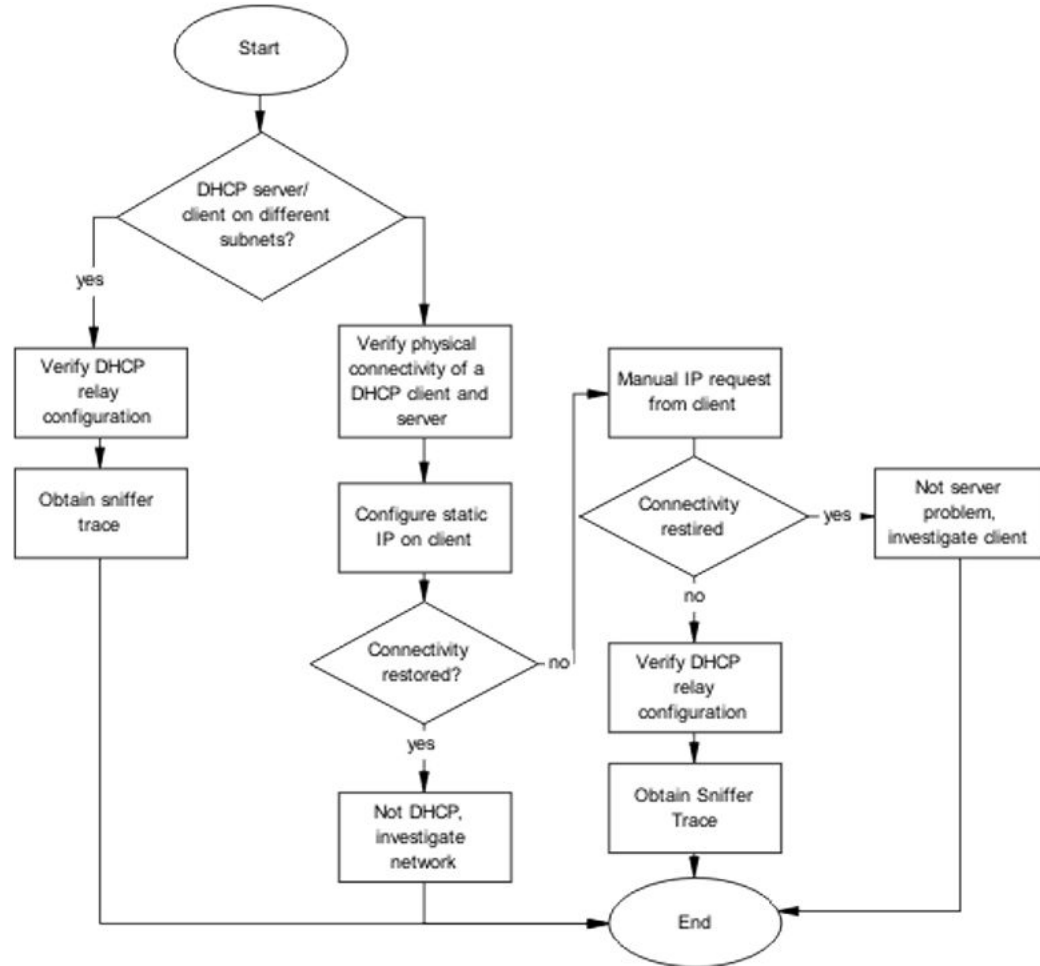 Start
DHCP server/
client on different
subnets?
yes
Verify DHCP
relay
configuration
Obtain sniffer
trace
Verify physical
connectivity of a
DHCP client and
server
Configure static
IP on client
Connectivity
restored?
no
yes
Not DHCP,
investigate
network
Manual IP request
from client
Connectivity
restired
yes
Not server
problem,
investigate client
no
Verify DHCP
relay
configuration
Obtain Sniffer
Trace
End